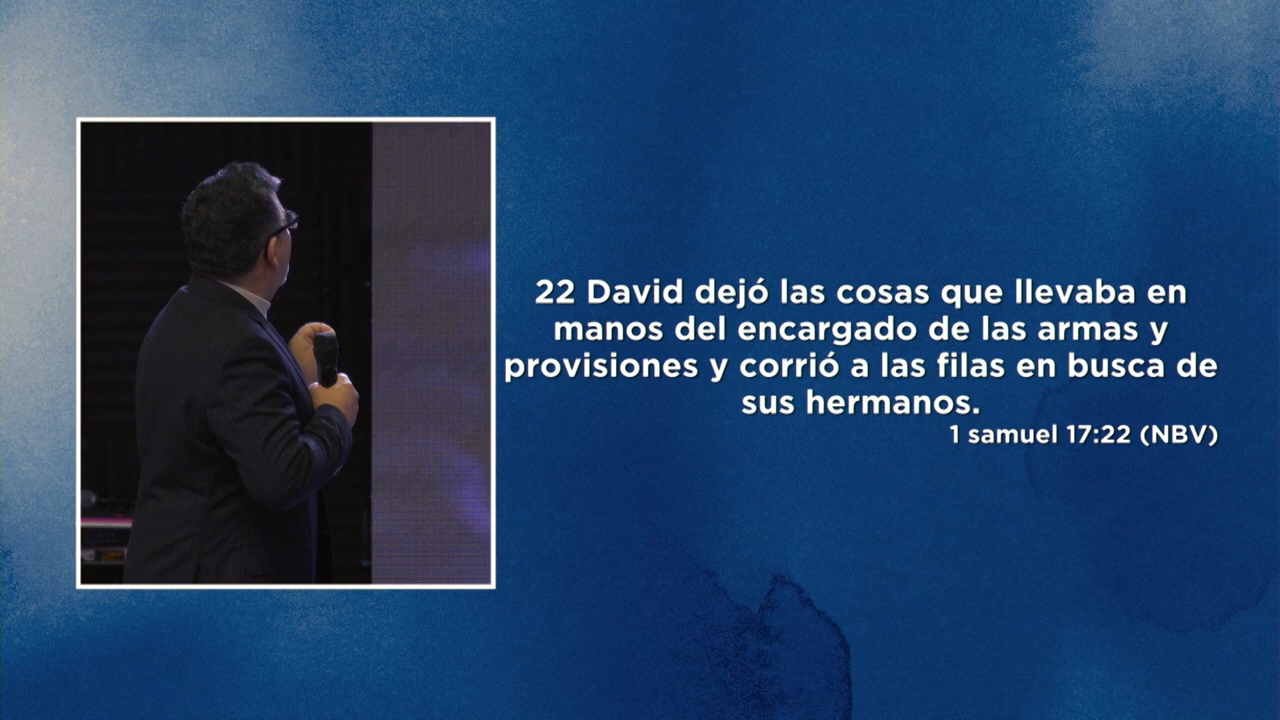 22 David dejó las cosas que llevaba en
manos del encargado de las armas y
provisiones y corrió a las filas en busca de
sus hermanos.
1 samuel 17:22 (NBV)